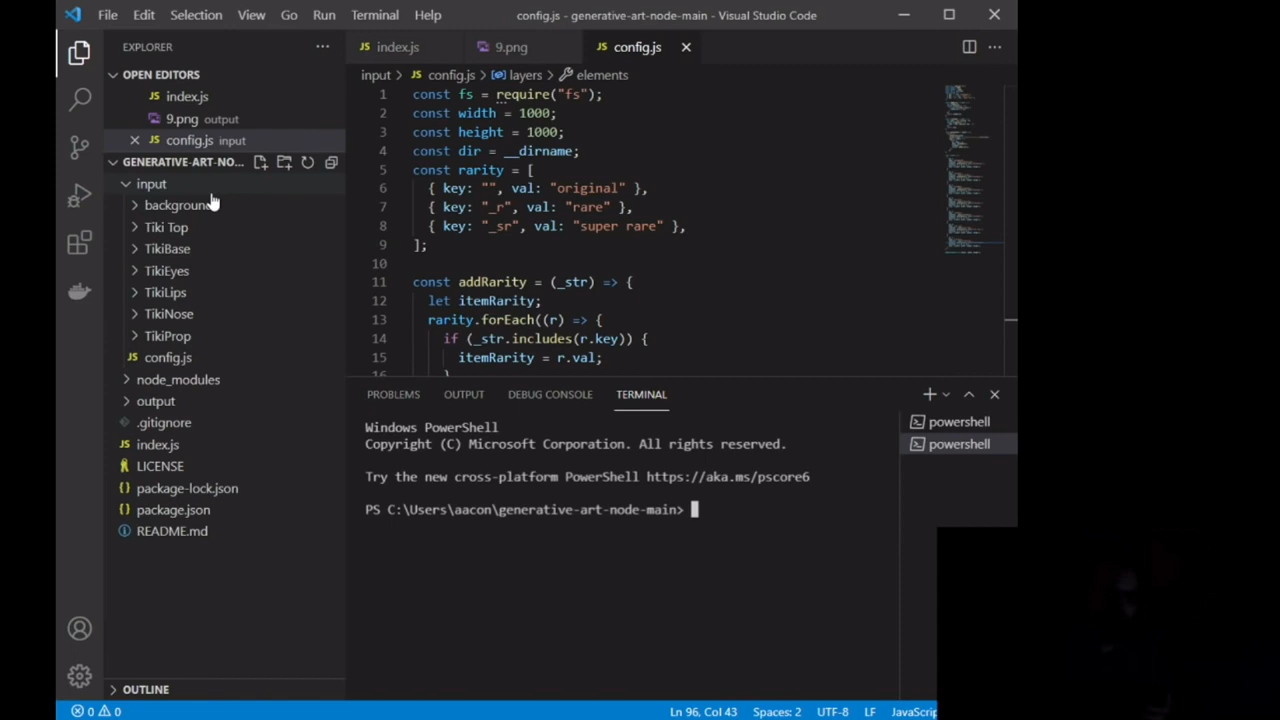 File Edit Selection View Go Run Terminal Help config.js - generative-art-node-main - Visual Studio Code
EXPLORER
OPEN EDITORS
index.js
9.png output
config.js input
GENERATIVE-ART-NO...
input
background
Tiki Top
TikiBase
TikiEyes
TikiLips
TikiNose
TikiProp
config.js
node_modules
output
.gitignore
index.js
LICENSE
package-lock.json
package.json
README.md
OUTLINE
index.js 9.png config.js
input > config.js > layers > elements
1 const fs = require("fs");
2 const width = 1000;
3 const height = 1000;
4 const dir = __dirname;
5 const rarity = [
6 { key: "", val: "original" },
7 { key: "_r", val: "rare" },
8 { key: "_sr", val: "super rare" },
9 ];
10
11 const addRarity = (_str) => {
12 let itemRarity;
13 rarity.forEach((r) => {
14 if (_str.includes(r.key)) {
15 itemRarity = r.val;
16 }
PROBLEMS OUTPUT DEBUG CONSOLE TERMINAL
Windows PowerShell
Copyright (C) Microsoft Corporation. All rights reserved.
Try the new cross-platform PowerShell https://aka.ms/pscore6
PS C:\Users\aacon\generative-art-node-main>
powershell
powershell
0 0 Ln 96, Col 43 Spaces: 2 UTF-8 LF JavaScrip